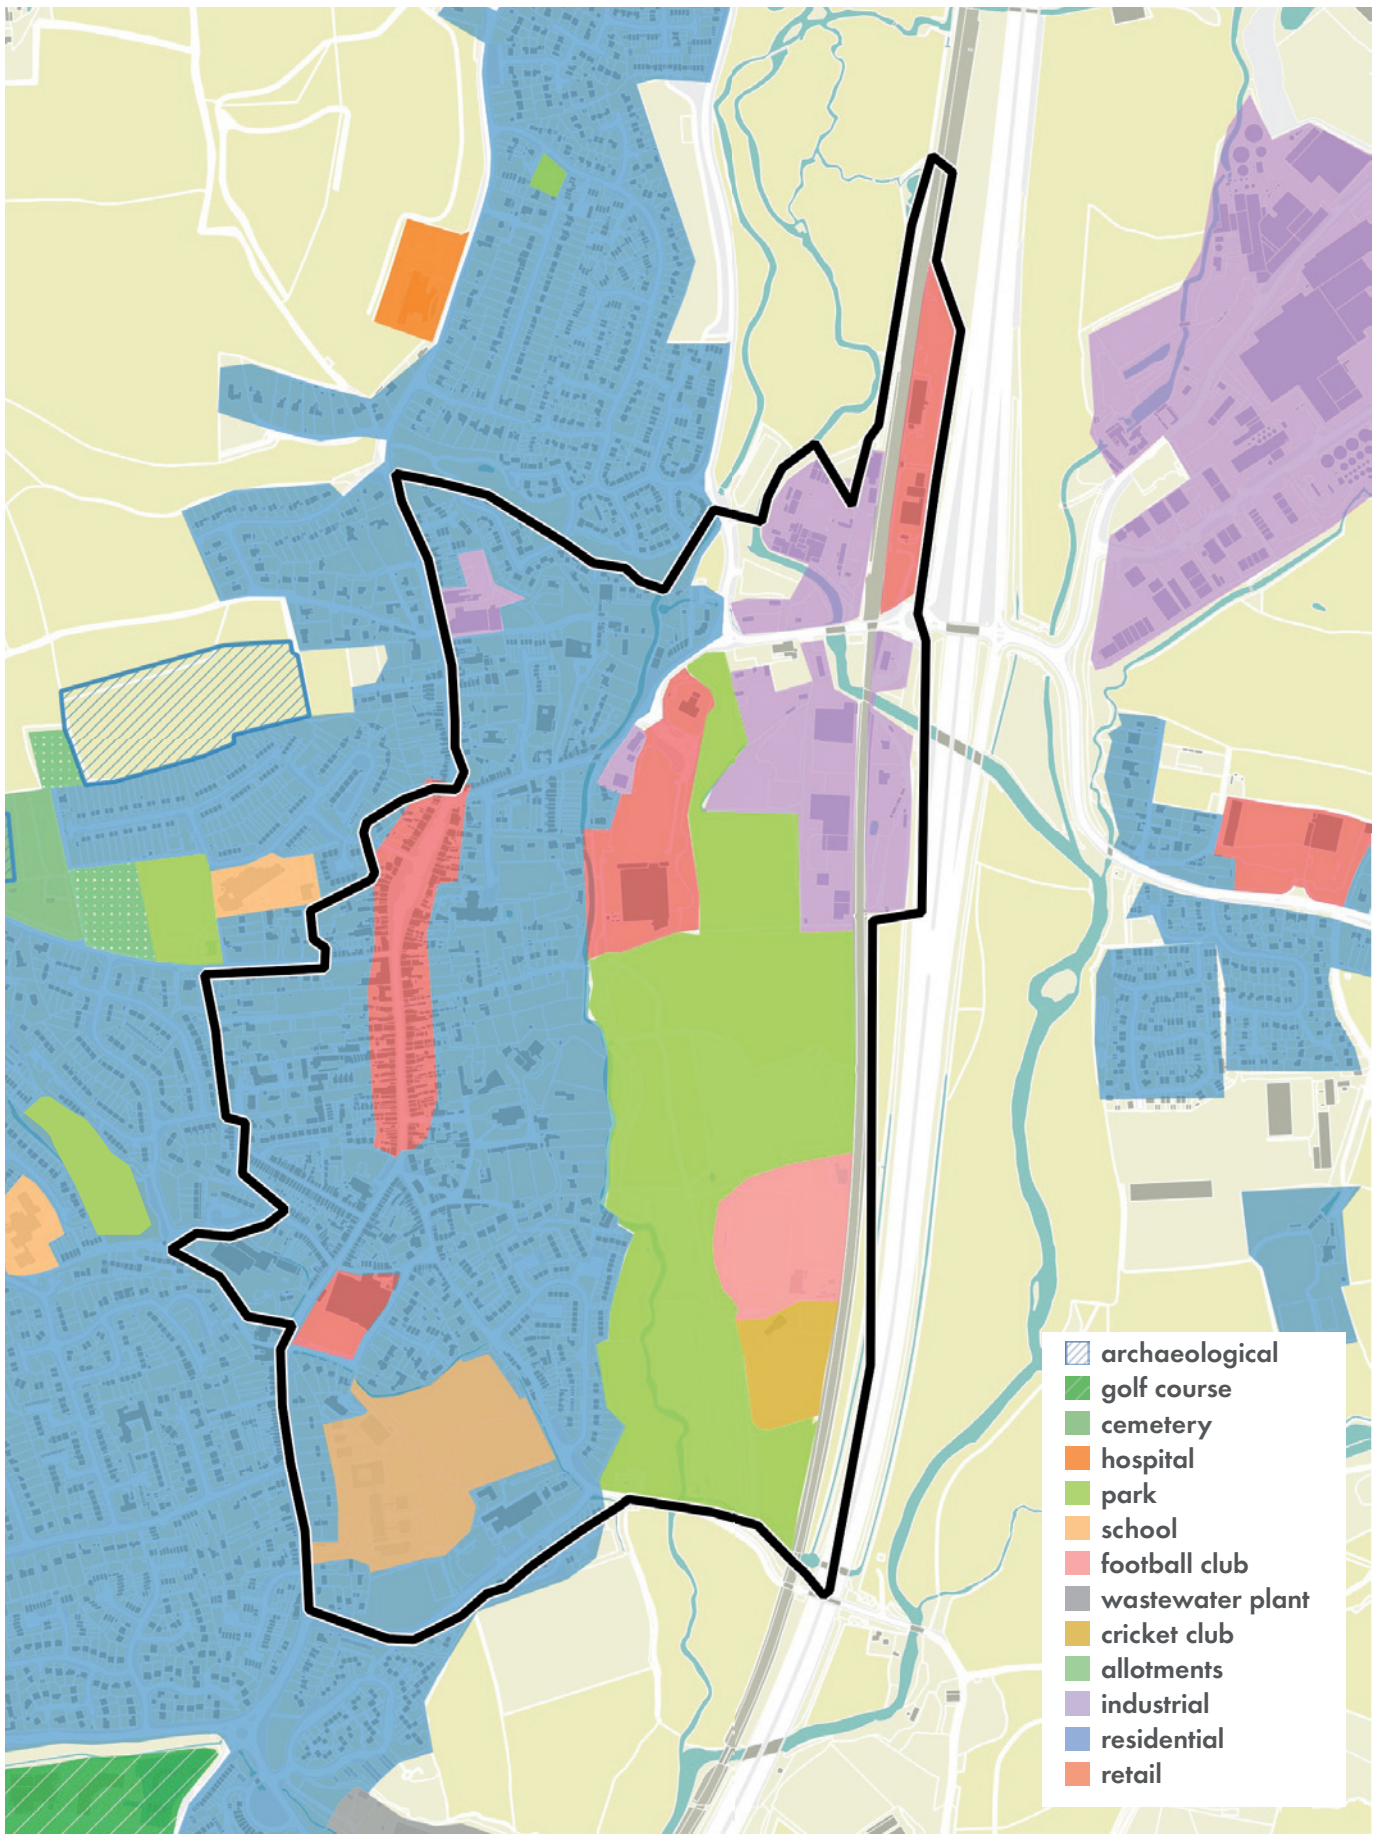 archaeological
golf course
cemetery
hospital
park
school
football club
wastewater plant
cricket club
allotments
industrial
residential
retail